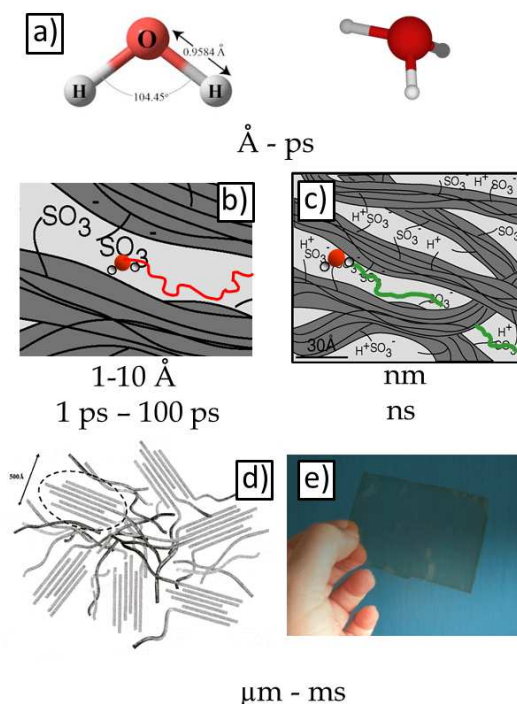 a)
O
H
H
0.9584 Å
104.45°
Å - ps
b)
SO₃⁻
SO₃⁻
1-10 Å
1 ps – 100 ps
c)
SO₃⁻
H⁺
SO₃⁻
H⁺
H⁺SO₃⁻
SO₃⁻
H⁺
SO₃⁻
H⁺
SO₃⁻
30Å
H⁺SO₃⁻
nm
ns
500Å
d)
e)
µm - ms